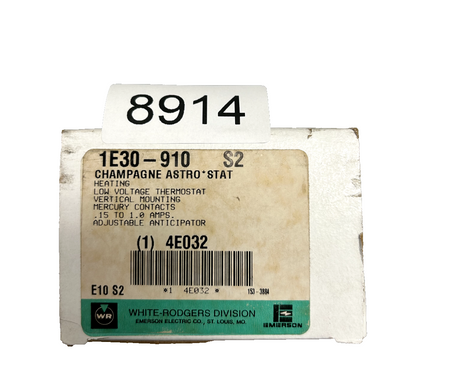 8914
1E30-910 S2
CHAMPAGNE ASTRO*STAT
HEATING
LOW VOLTAGE THERMOSTAT
VERTICAL MOUNTING
MERCURY CONTACTS
.15 TO 1.0 AMPS.
ADJUSTABLE ANTICIPATOR
(1) 4E032
E10 S2 *1 4E032 * 153-3884
WR WHITE-RODGERS DIVISION
EMERSON ELECTRIC CO., ST. LOUIS, MO.
EMERSON